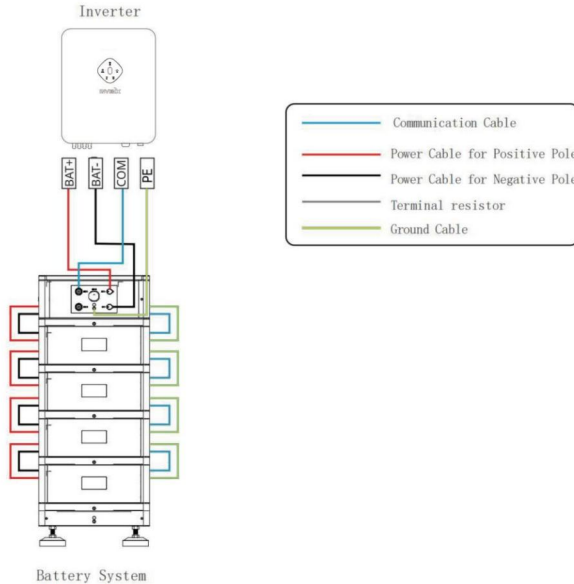 Inverter
BAT+
BAT-
COM
PE
Communication Cable
Power Cable for Positive Pole
Power Cable for Negative Pole
Terminal resistor
Ground Cable
Battery System